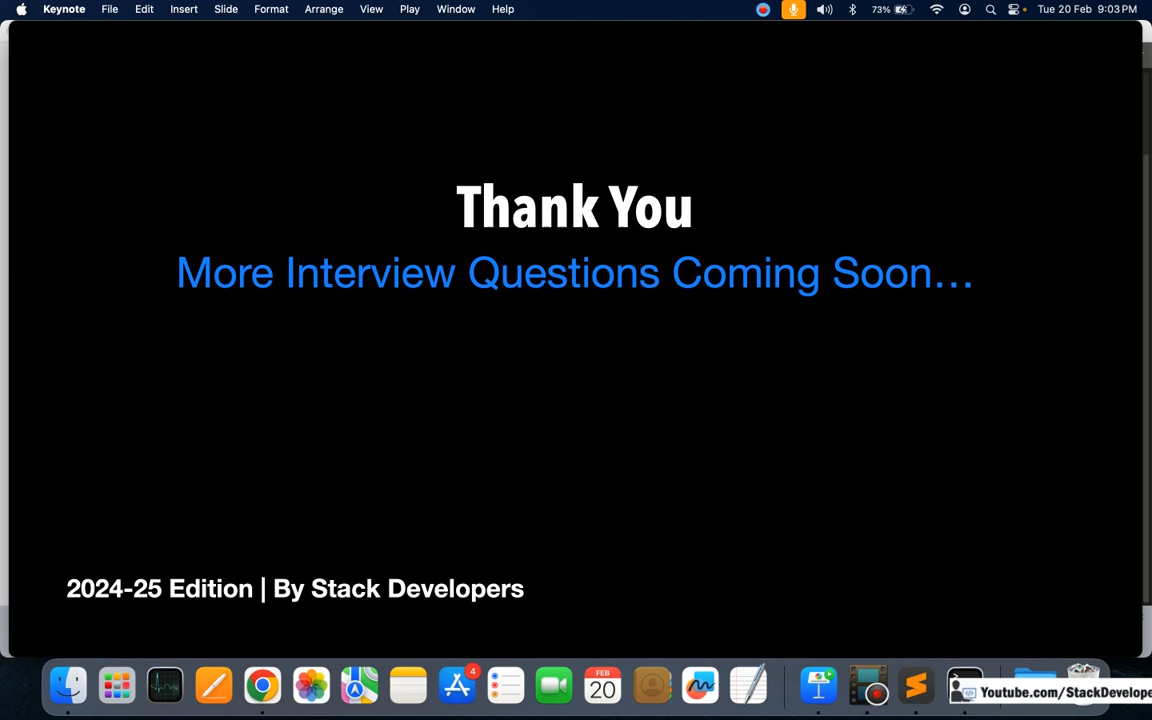 Keynote File Edit Insert Slide Format Arrange View Play Window Help 73% Tue 20 Feb 9:03 PM
Thank You
More Interview Questions Coming Soon...
2024-25 Edition | By Stack Developers
4
FEB
20
Youtube.com/StackDevelope